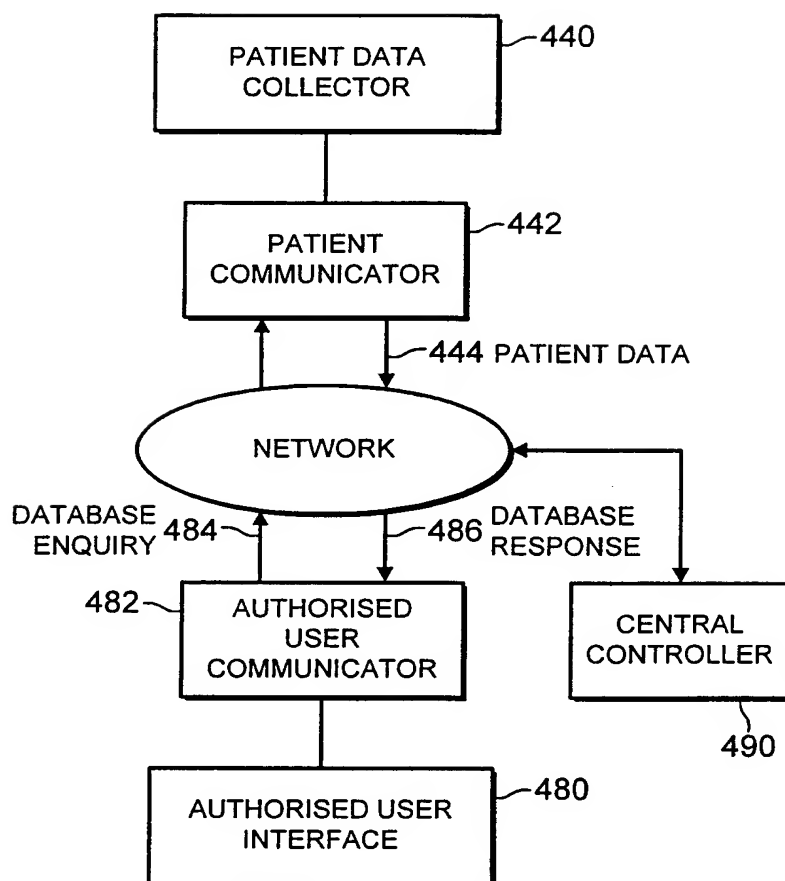 PATIENT DATA
COLLECTOR
440
PATIENT
COMMUNICATOR
442
444 PATIENT DATA
NETWORK
DATABASE
ENQUIRY
484
486
DATABASE
RESPONSE
482
AUTHORISED
USER
COMMUNICATOR
CENTRAL
CONTROLLER
490
AUTHORISED USER
INTERFACE
480